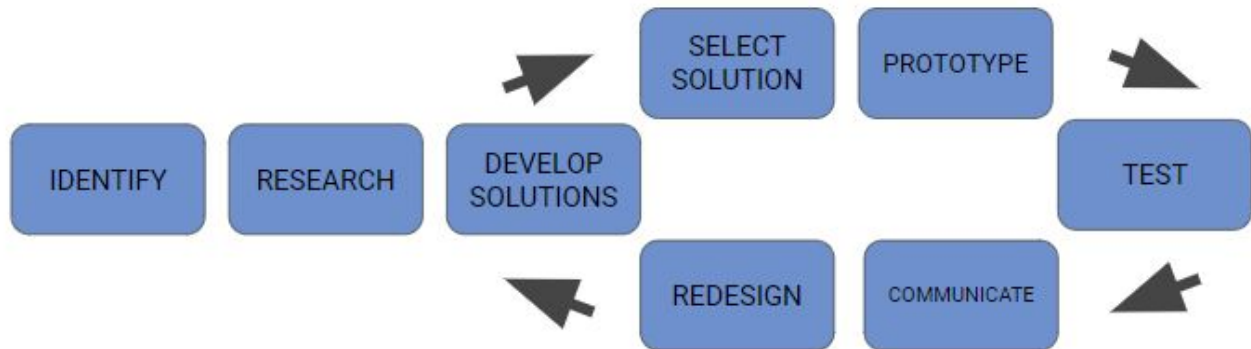 IDENTIFY
RESEARCH
DEVELOP
SOLUTIONS
SELECT
SOLUTION
PROTOTYPE
TEST
COMMUNICATE
REDESIGN